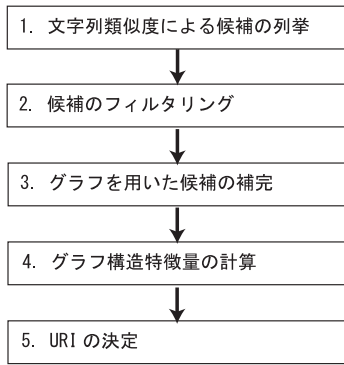 1. 文字列類似度による候補の列挙
2. 候補のフィルタリング
3. グラフを用いた候補の補完
4. グラフ構造特徴量の計算
5. URI の決定